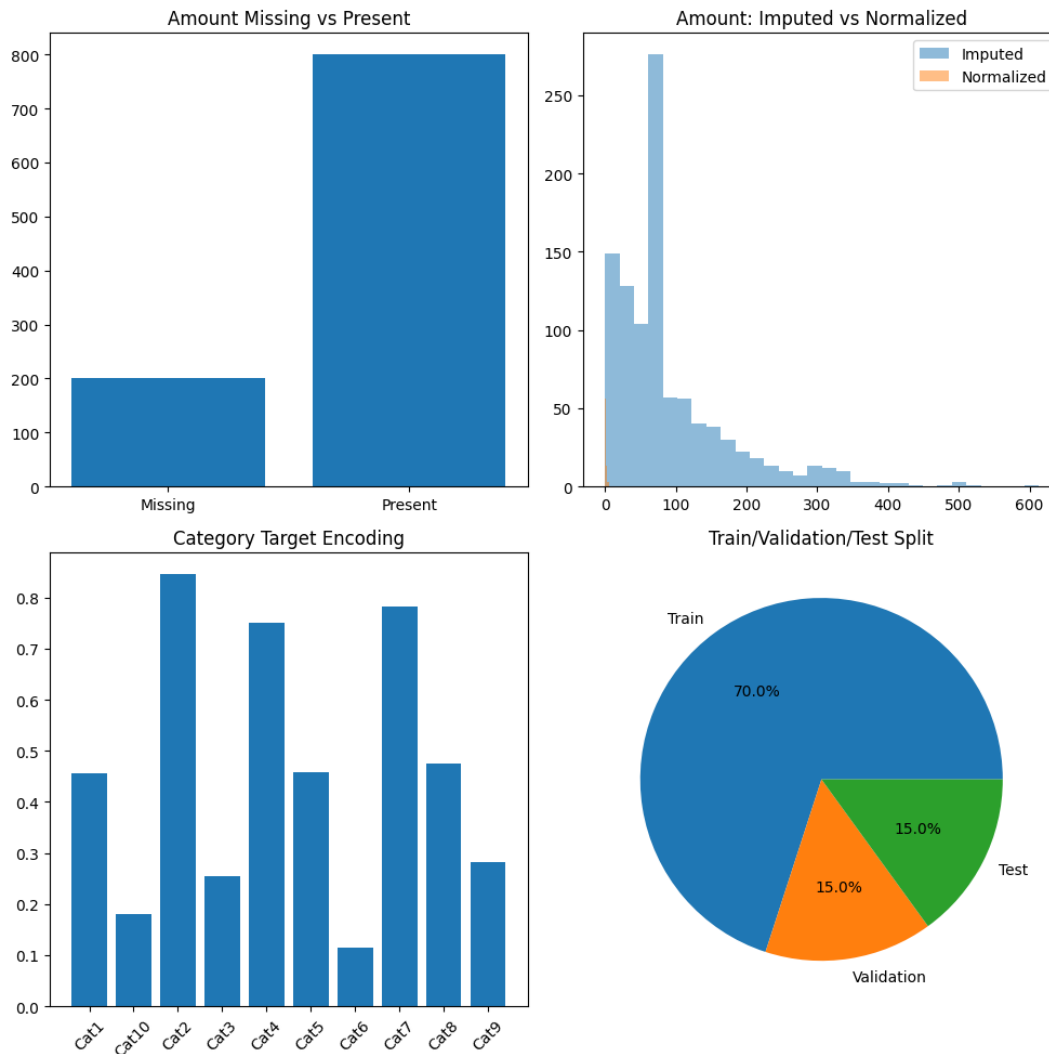 Amount Missing vs Present
800
700
600
500
400
300
200
100
0
Missing Present
Amount: Imputed vs Normalized
Imputed
Normalized
250
200
150
100
50
0
0 100 200 300 400 500 600
Category Target Encoding
0.8
0.7
0.6
0.5
0.4
0.3
0.2
0.1
0.0
Cat1 Cat10 Cat2 Cat3 Cat4 Cat5 Cat6 Cat7 Cat8 Cat9
Train/Validation/Test Split
Train
70.0%
15.0%
Test
15.0%
Validation